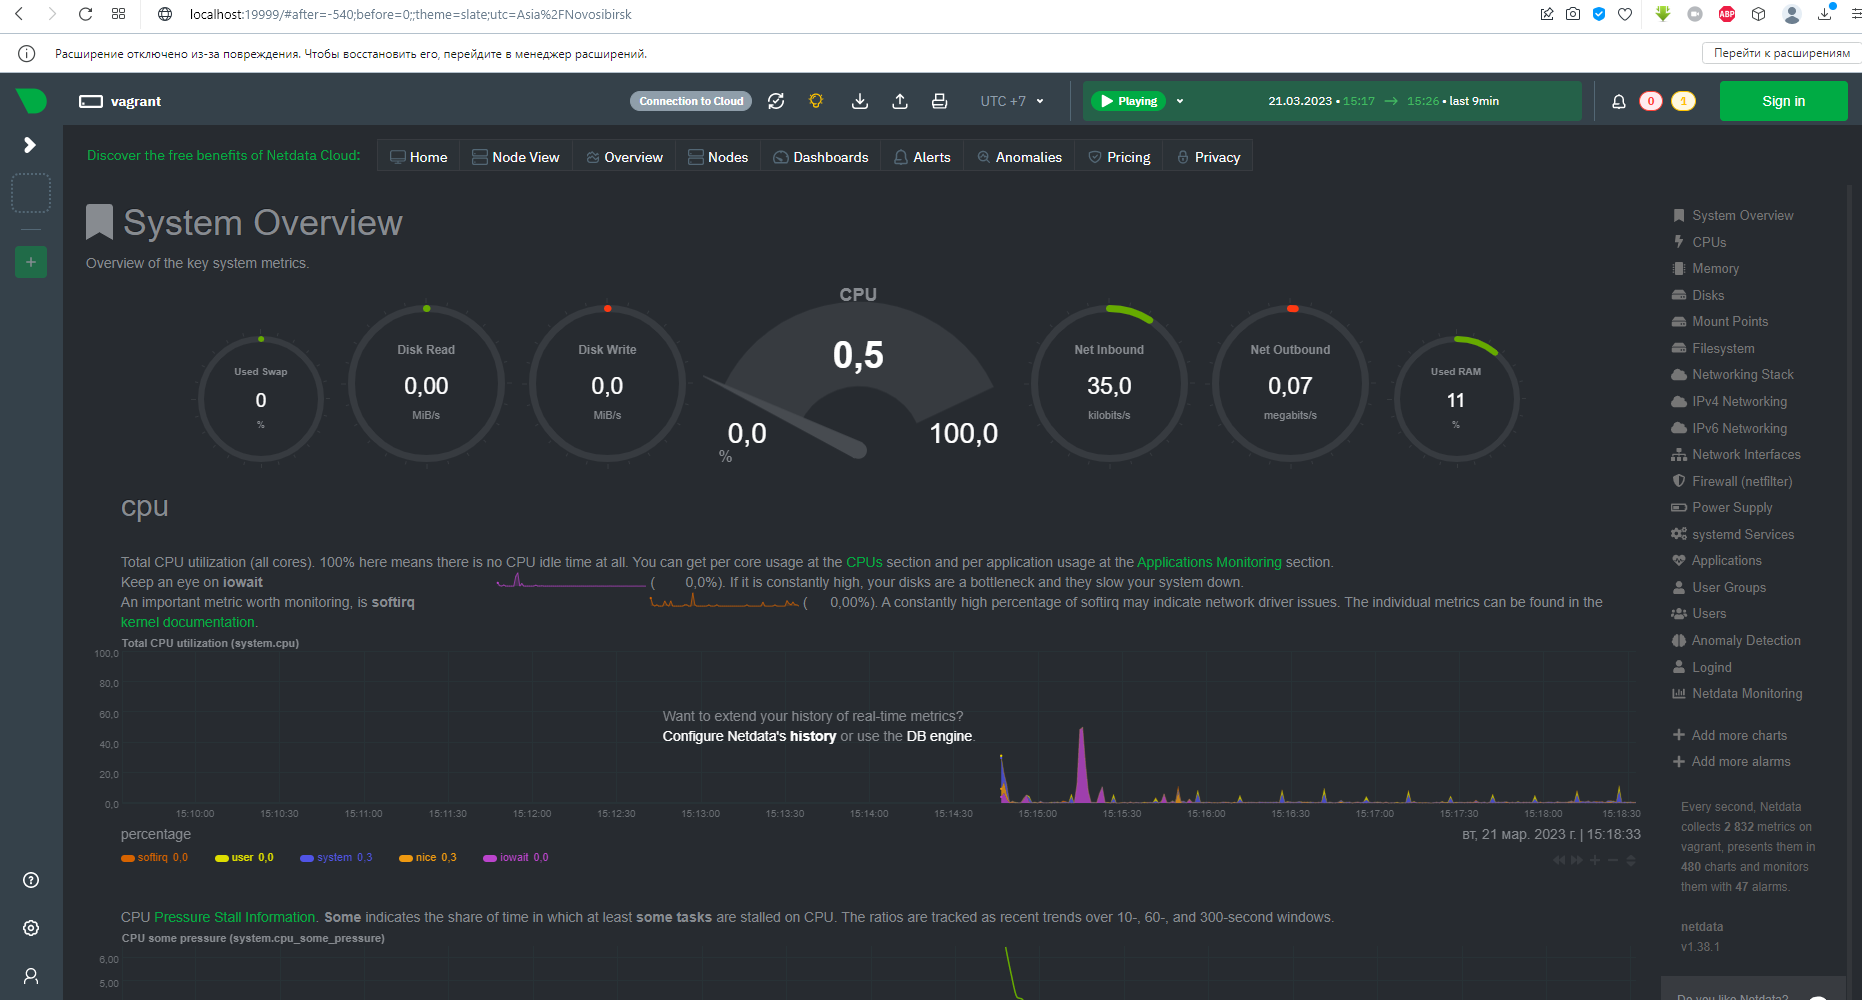 localhost:19999/#after=-540;before=0;;theme=slate;utc=Asia%2FNovosibirsk
ABP
Расширение отключено из-за повреждения. Чтобы восстановить его, перейдите в менеджер расширений.
Перейти к расширениям
vagrant
Connection to Cloud
UTC +7
Playing
21.03.2023 • 15:17 → 15:26 • last 9min
0
1
Sign in
Discover the free benefits of Netdata Cloud:
Home
Node View
Overview
Nodes
Dashboards
Alerts
Anomalies
Pricing
Privacy
System Overview
Overview of the key system metrics.
Used Swap
0
%
Disk Read
0,00
MiB/s
Disk Write
0,0
MiB/s
CPU
0,5
0,0
100,0
%
Net Inbound
35,0
kilobits/s
Net Outbound
0,07
megabits/s
Used RAM
11
%
cpu
Total CPU utilization (all cores). 100% here means there is no CPU idle time at all. You can get per core usage at the CPUs section and per application usage at the Applications Monitoring section.
Keep an eye on iowait ( 0,0%). If it is constantly high, your disks are a bottleneck and they slow your system down.
An important metric worth monitoring, is softirq ( 0,00%). A constantly high percentage of softirq may indicate network driver issues. The individual metrics can be found in the
kernel documentation.
Total CPU utilization (system.cpu)
100,0
80,0
60,0
40,0
20,0
0,0
Want to extend your history of real-time metrics?
Configure Netdata's history or use the DB engine.
15:10:00 15:10:30 15:11:00 15:11:30 15:12:00 15:12:30 15:13:00 15:13:30 15:14:00 15:14:30 15:15:00 15:15:30 15:16:00 15:16:30 15:17:00 15:17:30 15:18:00 15:18:30
percentage
вт, 21 мар. 2023 г. | 15:18:33
softirq 0,0
user 0,0
system 0,3
nice 0,3
iowait 0,0
CPU Pressure Stall Information. Some indicates the share of time in which at least some tasks are stalled on CPU. The ratios are tracked as recent trends over 10-, 60-, and 300-second windows.
CPU some pressure (system.cpu_some_pressure)
6,00
5,00
System Overview
CPUs
Memory
Disks
Mount Points
Filesystem
Networking Stack
IPv4 Networking
IPv6 Networking
Network Interfaces
Firewall (netfilter)
Power Supply
systemd Services
Applications
User Groups
Users
Anomaly Detection
Logind
Netdata Monitoring
Add more charts
Add more alarms
Every second, Netdata
collects 2 832 metrics on
vagrant, presents them in
480 charts and monitors
them with 47 alarms.
netdata
v1.38.1
Do you like Netdata?